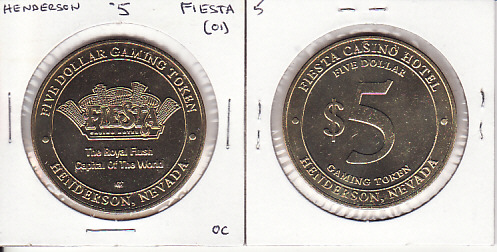 HENDERSON 5 FIESTA
(01)
FIVE DOLLAR GAMING TOKEN
FIESTA
The Royal Flush
Capital Of The World
HENDERSON, NEVADA
OC
5
FIESTA CASINO HOTEL
FIVE DOLLAR
$5
GAMING TOKEN
HENDERSON, NEVADA